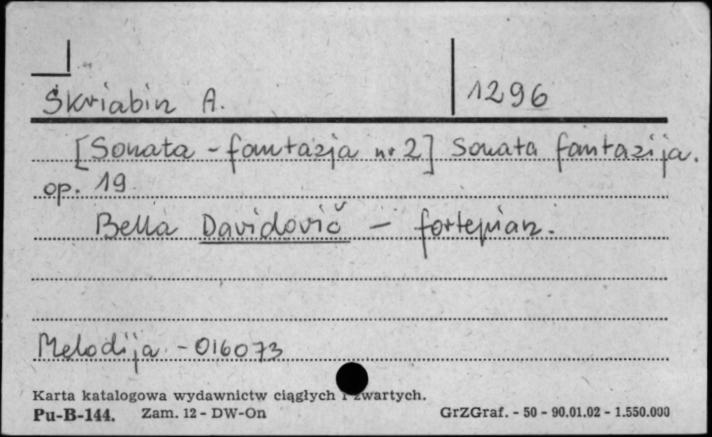 Skriabin A.
1296
[Sonata - fantazja nr 2] Sonata fantazija.
op. 19
Bella Davidovič - fortepian.
Melodija - 016073
Karta katalogowa wydawnictw ciągłych i zwartych.
Pu-B-144. Zam. 12 - DW-On GrZGraf. - 50 - 90.01.02 - 1.550.000